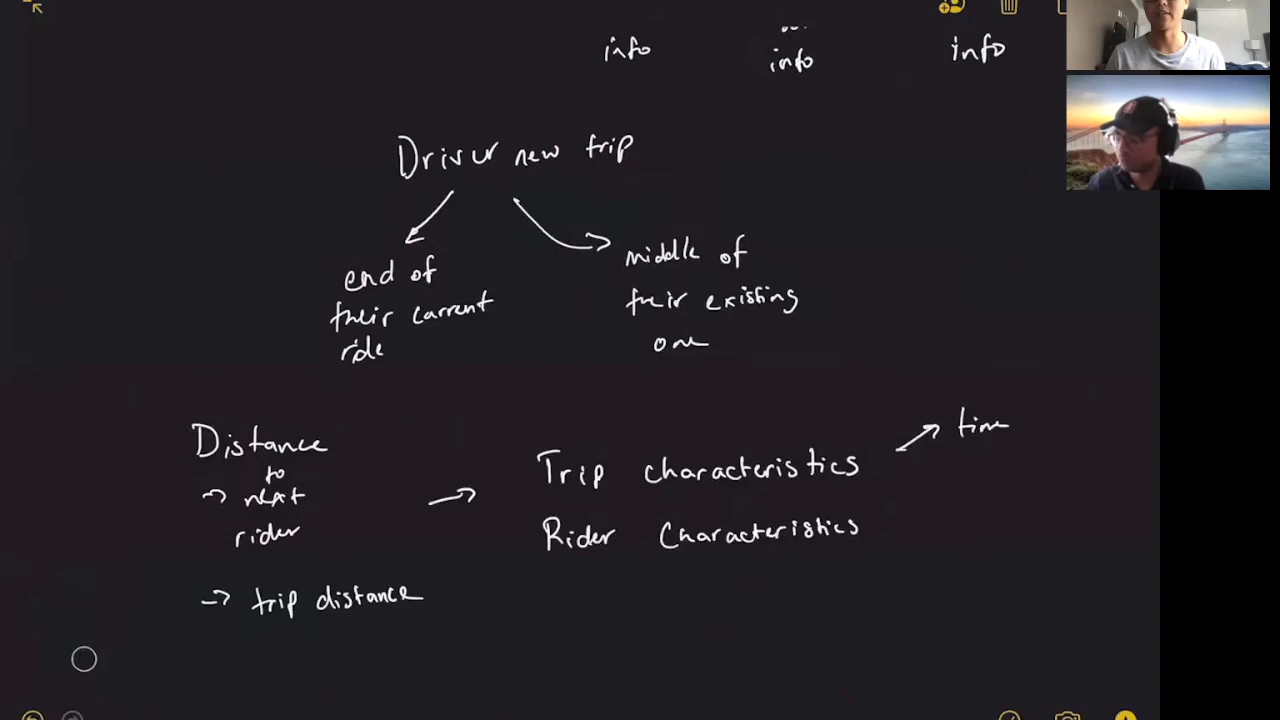 info info info
Driver new trip
end of
their current
ride
middle of
their existing
one
Distance
to
→ next
rider
→ trip distance
→ Trip characteristics
Rider Characteristics
↗ time